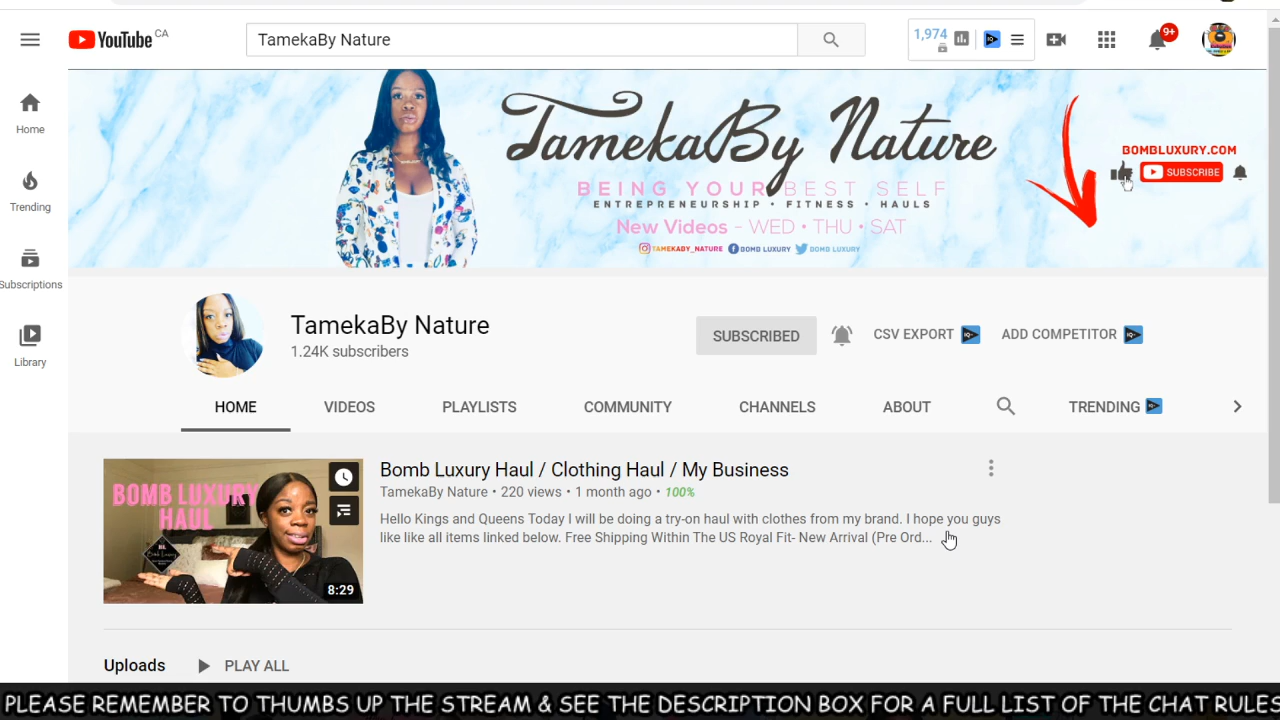 YouTube CA
TamekaBy Nature
1,974
9+
Home
Trending
Subscriptions
Library
TamekaBy Nature
BEING YOUR BEST SELF
ENTREPRENEURSHIP • FITNESS • HAULS
New Videos - WED • THU • SAT
TAMEKABY_NATURE BOMB LUXURY BOMB LUXURY
BOMBLUXURY.COM
SUBSCRIBE
TamekaBy Nature
1.24K subscribers
SUBSCRIBED
CSV EXPORT
ADD COMPETITOR
HOME VIDEOS PLAYLISTS COMMUNITY CHANNELS ABOUT TRENDING
BOMB LUXURY
HAUL
BL
Bomb Luxury
8:29
Bomb Luxury Haul / Clothing Haul / My Business
TamekaBy Nature • 220 views • 1 month ago • 100%
Hello Kings and Queens Today I will be doing a try-on haul with clothes from my brand. I hope you guys
like like all items linked below. Free Shipping Within The US Royal Fit- New Arrival (Pre Ord...
Uploads PLAY ALL
PLEASE REMEMBER TO THUMBS UP THE STREAM & SEE THE DESCRIPTION BOX FOR A FULL LIST OF THE CHAT RULES